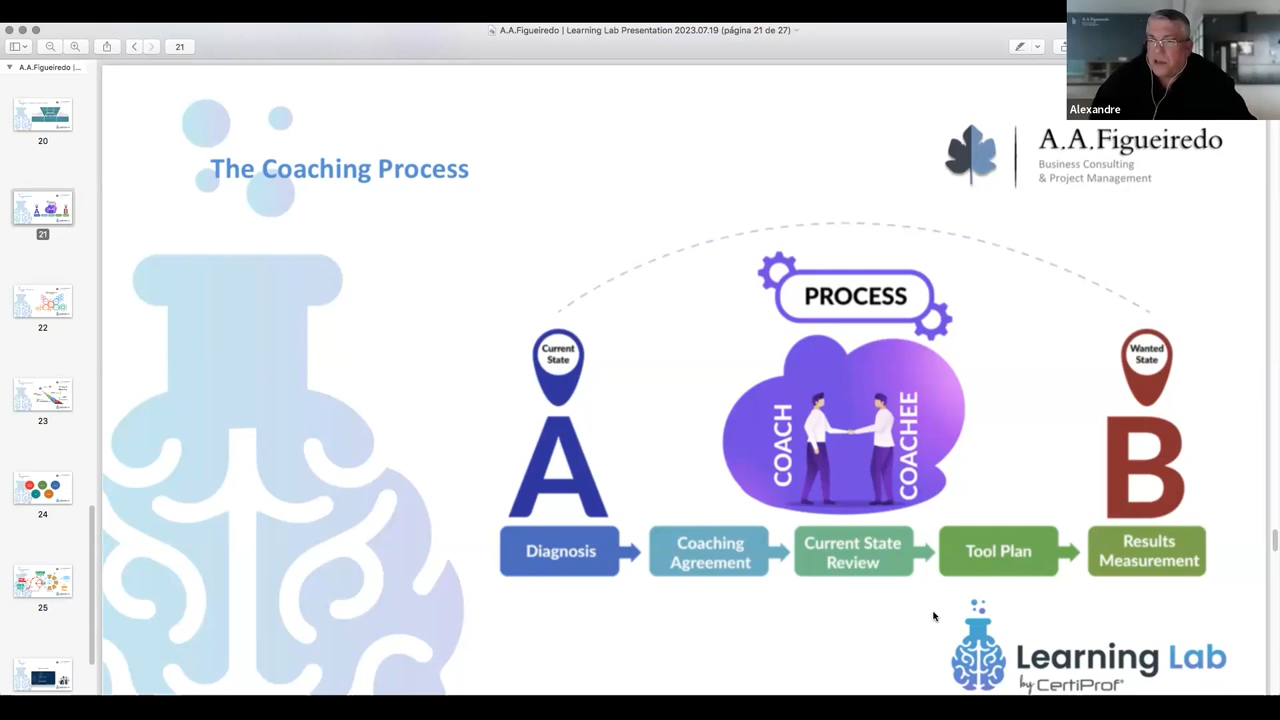 A.A.Figueiredo | Learning Lab Presentation 2023.07.19 (página 21 de 27)
21
A.A.Figueiredo |...
20
21
22
23
24
25
Alexandre
The Coaching Process
A.A.Figueiredo
Business Consulting
& Project Management
PROCESS
Current
State
Wanted
State
COACH
COACHEE
A
B
Diagnosis
Coaching
Agreement
Current State
Review
Tool Plan
Results
Measurement
Learning Lab
by CertiProf®